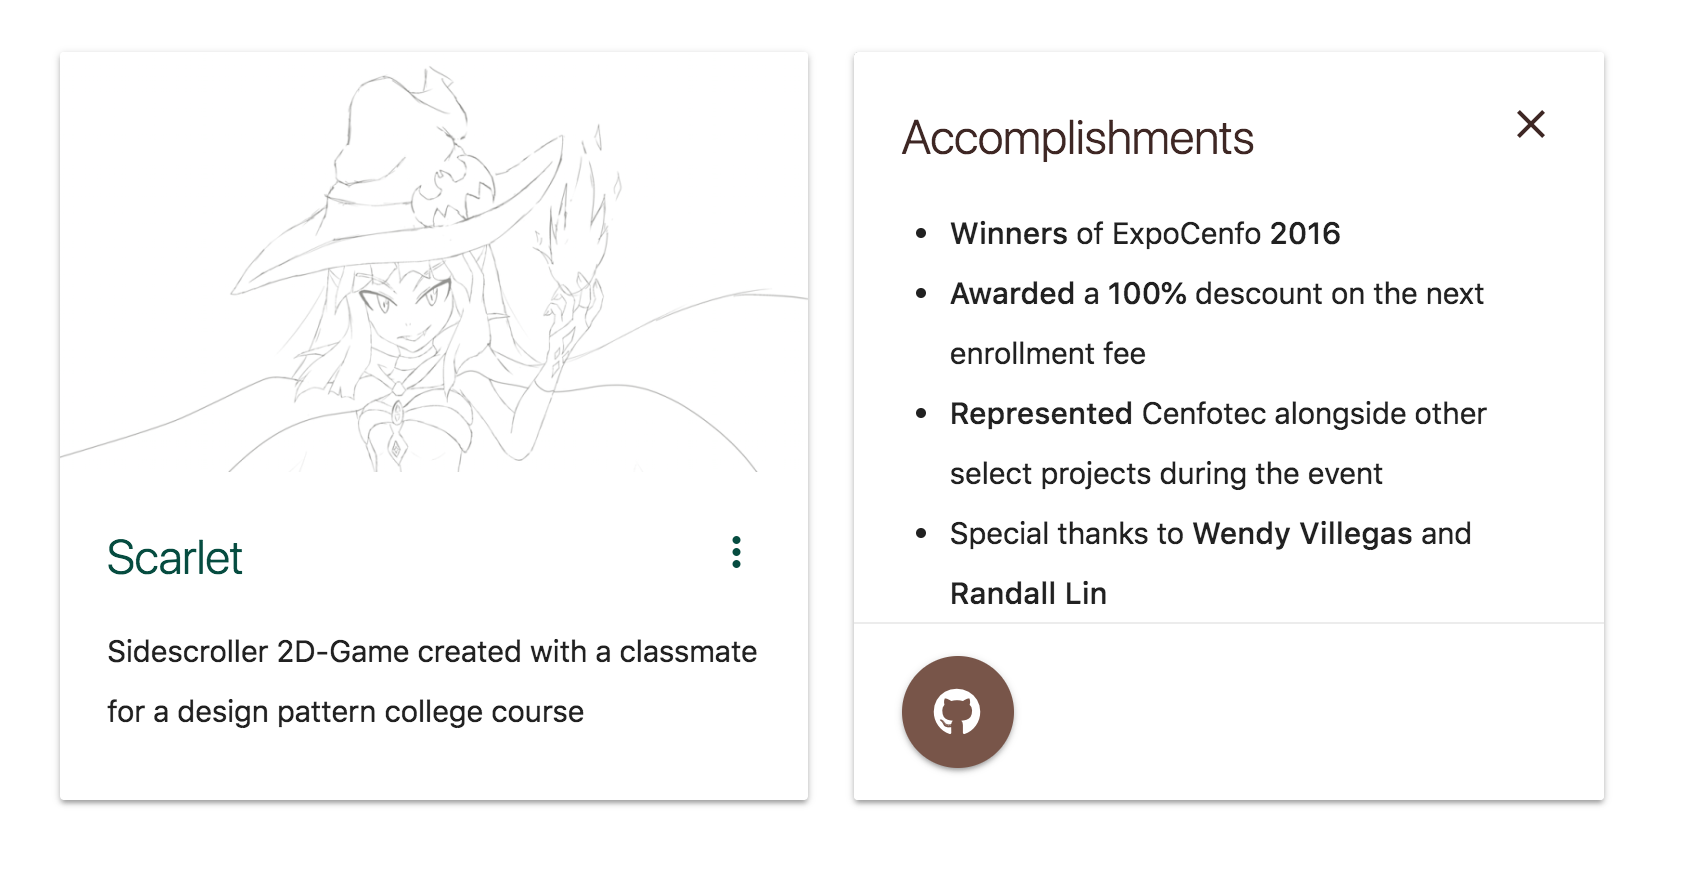 Scarlet
Sidescroller 2D-Game created with a classmate
for a design pattern college course
Accomplishments
Winners of ExpoCenfo 2016
Awarded a 100% descount on the next
enrollment fee
Represented Cenfotec alongside other
select projects during the event
Special thanks to Wendy Villegas and
Randall Lin